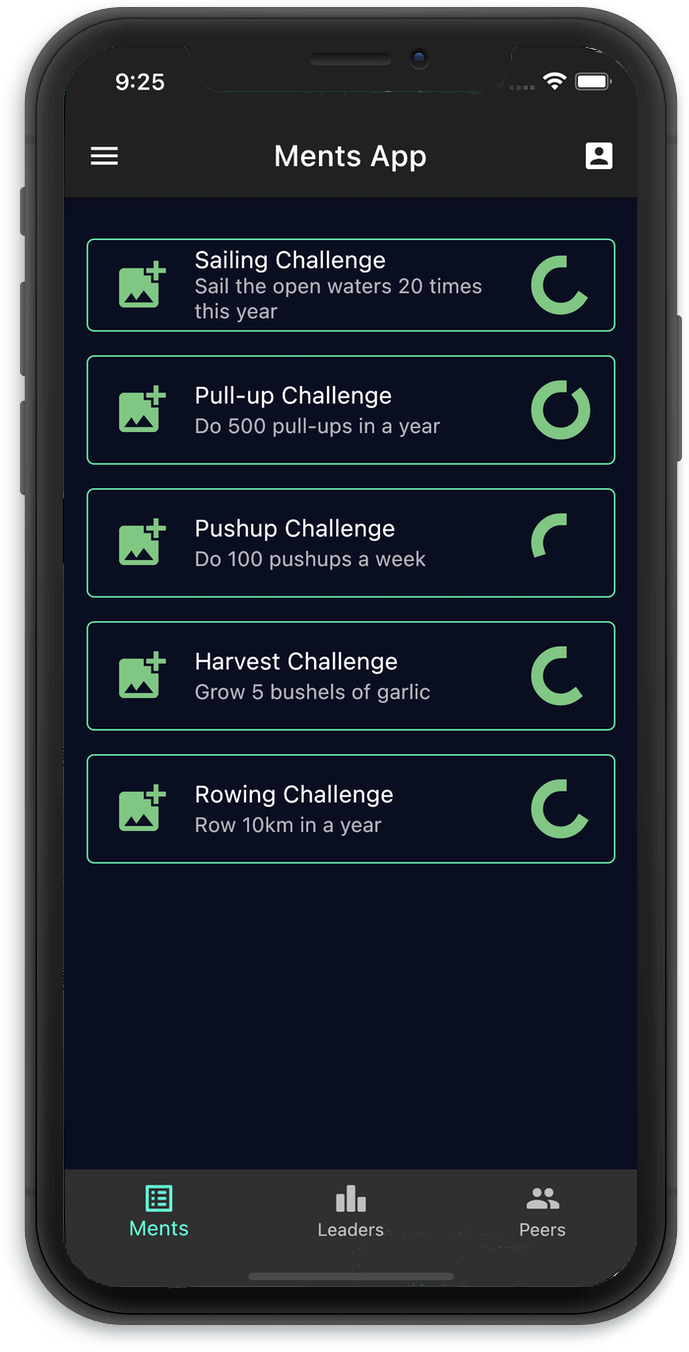 9:25
Ments App
Sailing Challenge
Sail the open waters 20 times
this year
Pull-up Challenge
Do 500 pull-ups in a year
Pushup Challenge
Do 100 pushups a week
Harvest Challenge
Grow 5 bushels of garlic
Rowing Challenge
Row 10km in a year
Ments
Leaders
Peers